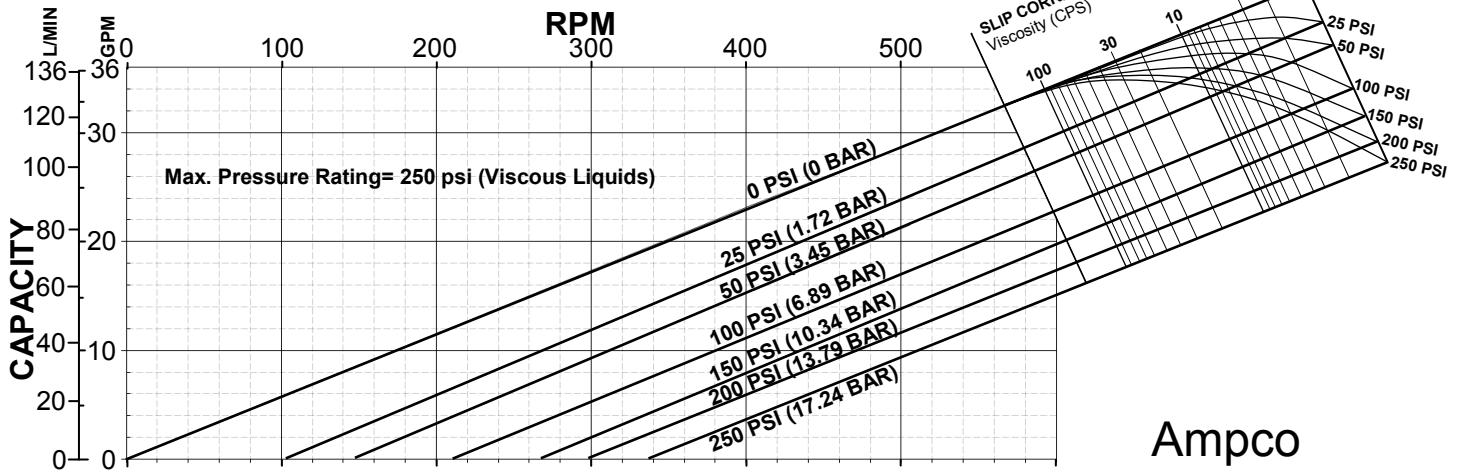 RPM
L/MIN
GPM
0 100 200 300 400 500
136 36
120
100
80
60
40
20
0
30
20
10
0
CAPACITY
Max. Pressure Rating= 250 psi (Viscous Liquids)
0 PSI (0 BAR)
25 PSI (1.72 BAR)
50 PSI (3.45 BAR)
100 PSI (6.89 BAR)
150 PSI (10.34 BAR)
200 PSI (13.79 BAR)
250 PSI (17.24 BAR)
SLIP
Viscosity (CPS)
100
30
10
25 PSI
50 PSI
100 PSI
150 PSI
200 PSI
250 PSI
Ampco